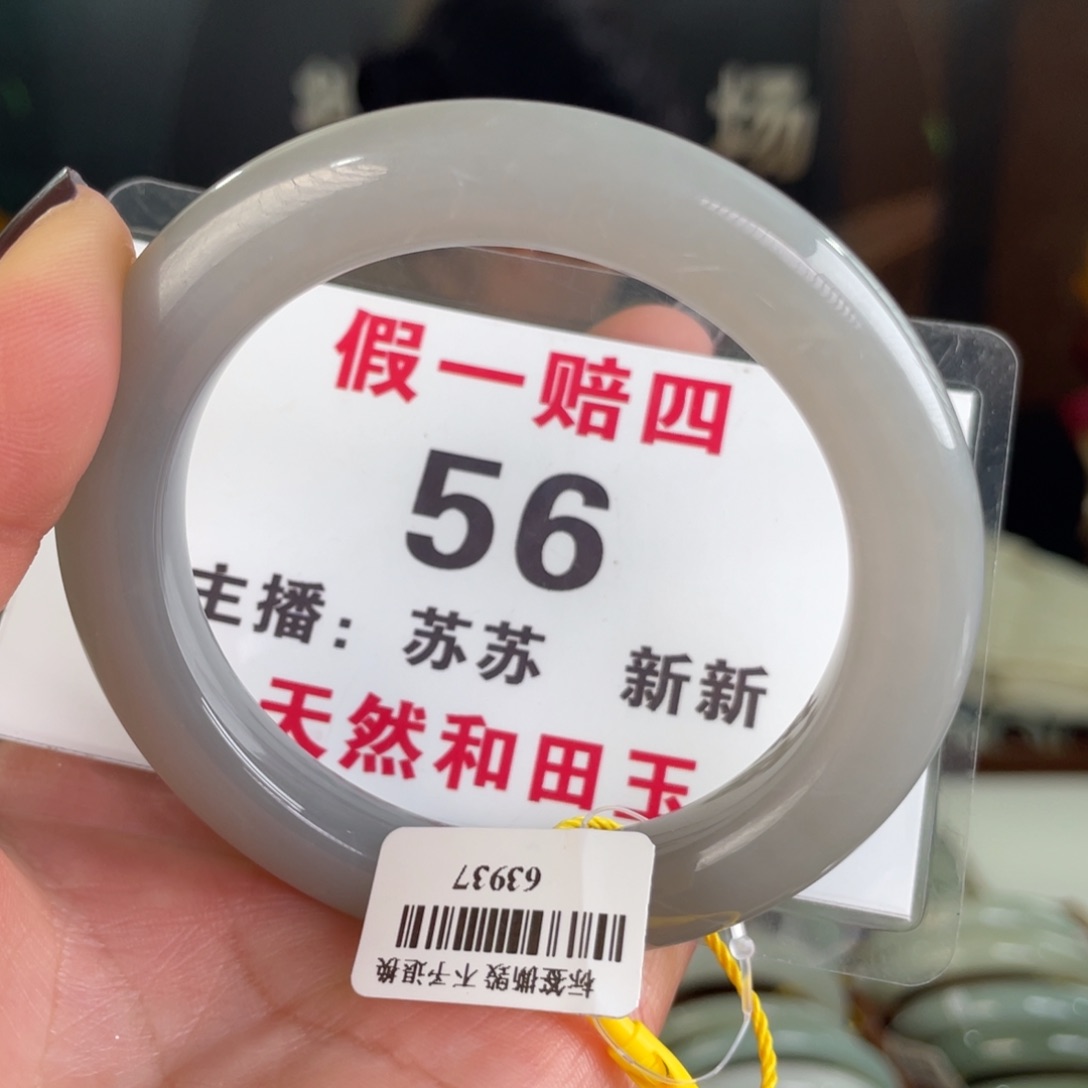 场
假一赔四
56
主播: 苏苏 新新
天然和田玉
63937
标签撕毁 不予退换